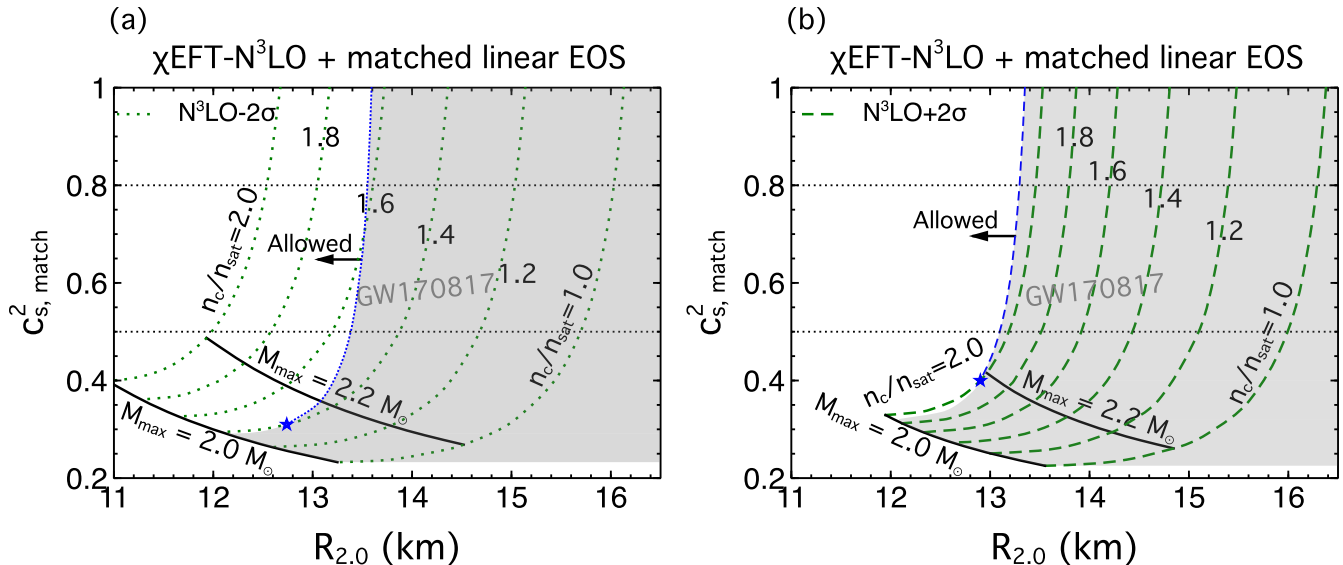 (a)
χEFT-N³LO + matched linear EOS
N³LO-2σ
1.8
1.6
1.4
1.2
n_c/n_sat=2.0
n_c/n_sat=1.0
Allowed
GW170817
M_max = 2.2 M_⊙
M_max = 2.0 M_⊙
c²_s, match
1
0.8
0.6
0.4
0.2
11
12
13
14
15
16
R_2.0 (km)
(b)
χEFT-N³LO + matched linear EOS
N³LO+2σ
1.8
1.6
1.4
1.2
n_c/n_sat=2.0
n_c/n_sat=1.0
Allowed
GW170817
M_max = 2.2 M_⊙
M_max = 2.0 M_⊙
c²_s, match
1
0.8
0.6
0.4
0.2
11
12
13
14
15
16
R_2.0 (km)